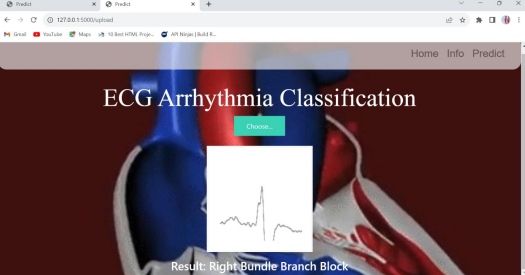 Predict
Predict
127.0.0.1:5000/upload
Gmail
YouTube
Maps
10 Best HTML Proje...
API Ninjas | Build R...
Home Info Predict
ECG Arrhythmia Classification
Choose...
Result: Right Bundle Branch Block